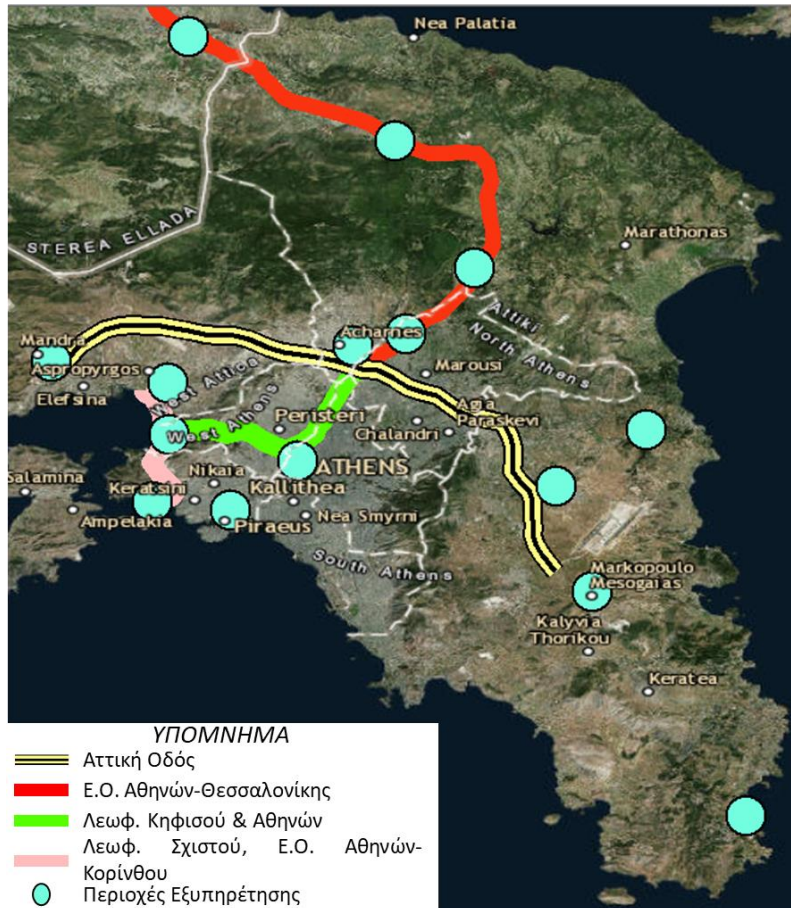 Nea Palatia
STEREA ELLADA
Marathonas
Attiki
North Athens
Mandra
Acharnes
Aspropyrgos
West Attica
Marousi
Elefsina
Agia
Paraskevi
West Athens
Peristeri
Chalandri
ATHENS
Salamina
Nikaia
Keratsini
Kallithea
Ampelakia
Piraeus
Nea Smyrni
South Athens
Markopoulo
Mesogaias
Kalyvia
Thorikou
Keratea
ΥΠΟΜΝΗΜΑ
Αττική Οδός
Ε.Ο. Αθηνών-Θεσσαλονίκης
Λεωφ. Κηφισού & Αθηνών
Λεωφ. Σχιστού, Ε.Ο. Αθηνών-
Κορίνθου
Περιοχές Εξυπηρέτησης